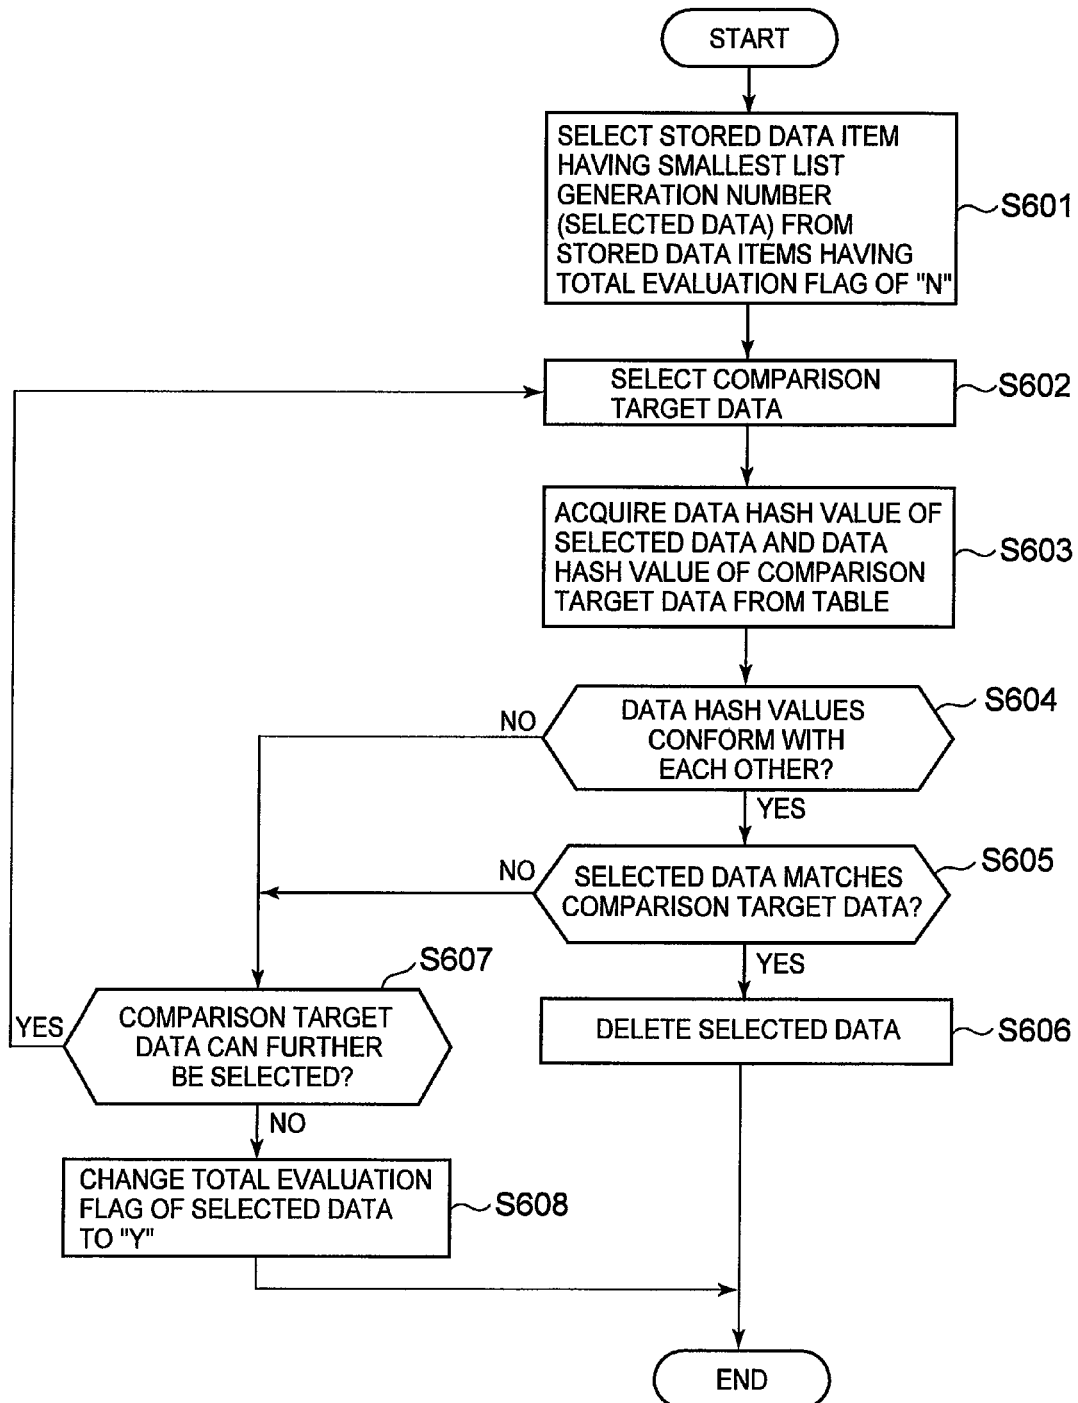 START
SELECT STORED DATA ITEM
HAVING SMALLEST LIST
GENERATION NUMBER
(SELECTED DATA) FROM
STORED DATA ITEMS HAVING
TOTAL EVALUATION FLAG OF "N"
S601
SELECT COMPARISON
TARGET DATA
S602
ACQUIRE DATA HASH VALUE OF
SELECTED DATA AND DATA
HASH VALUE OF COMPARISON
TARGET DATA FROM TABLE
S603
DATA HASH VALUES
CONFORM WITH
EACH OTHER?
S604
NO
YES
SELECTED DATA MATCHES
COMPARISON TARGET DATA?
S605
NO
YES
DELETE SELECTED DATA
S606
S607
COMPARISON TARGET
DATA CAN FURTHER
BE SELECTED?
YES
NO
CHANGE TOTAL EVALUATION
FLAG OF SELECTED DATA
TO "Y"
S608
END